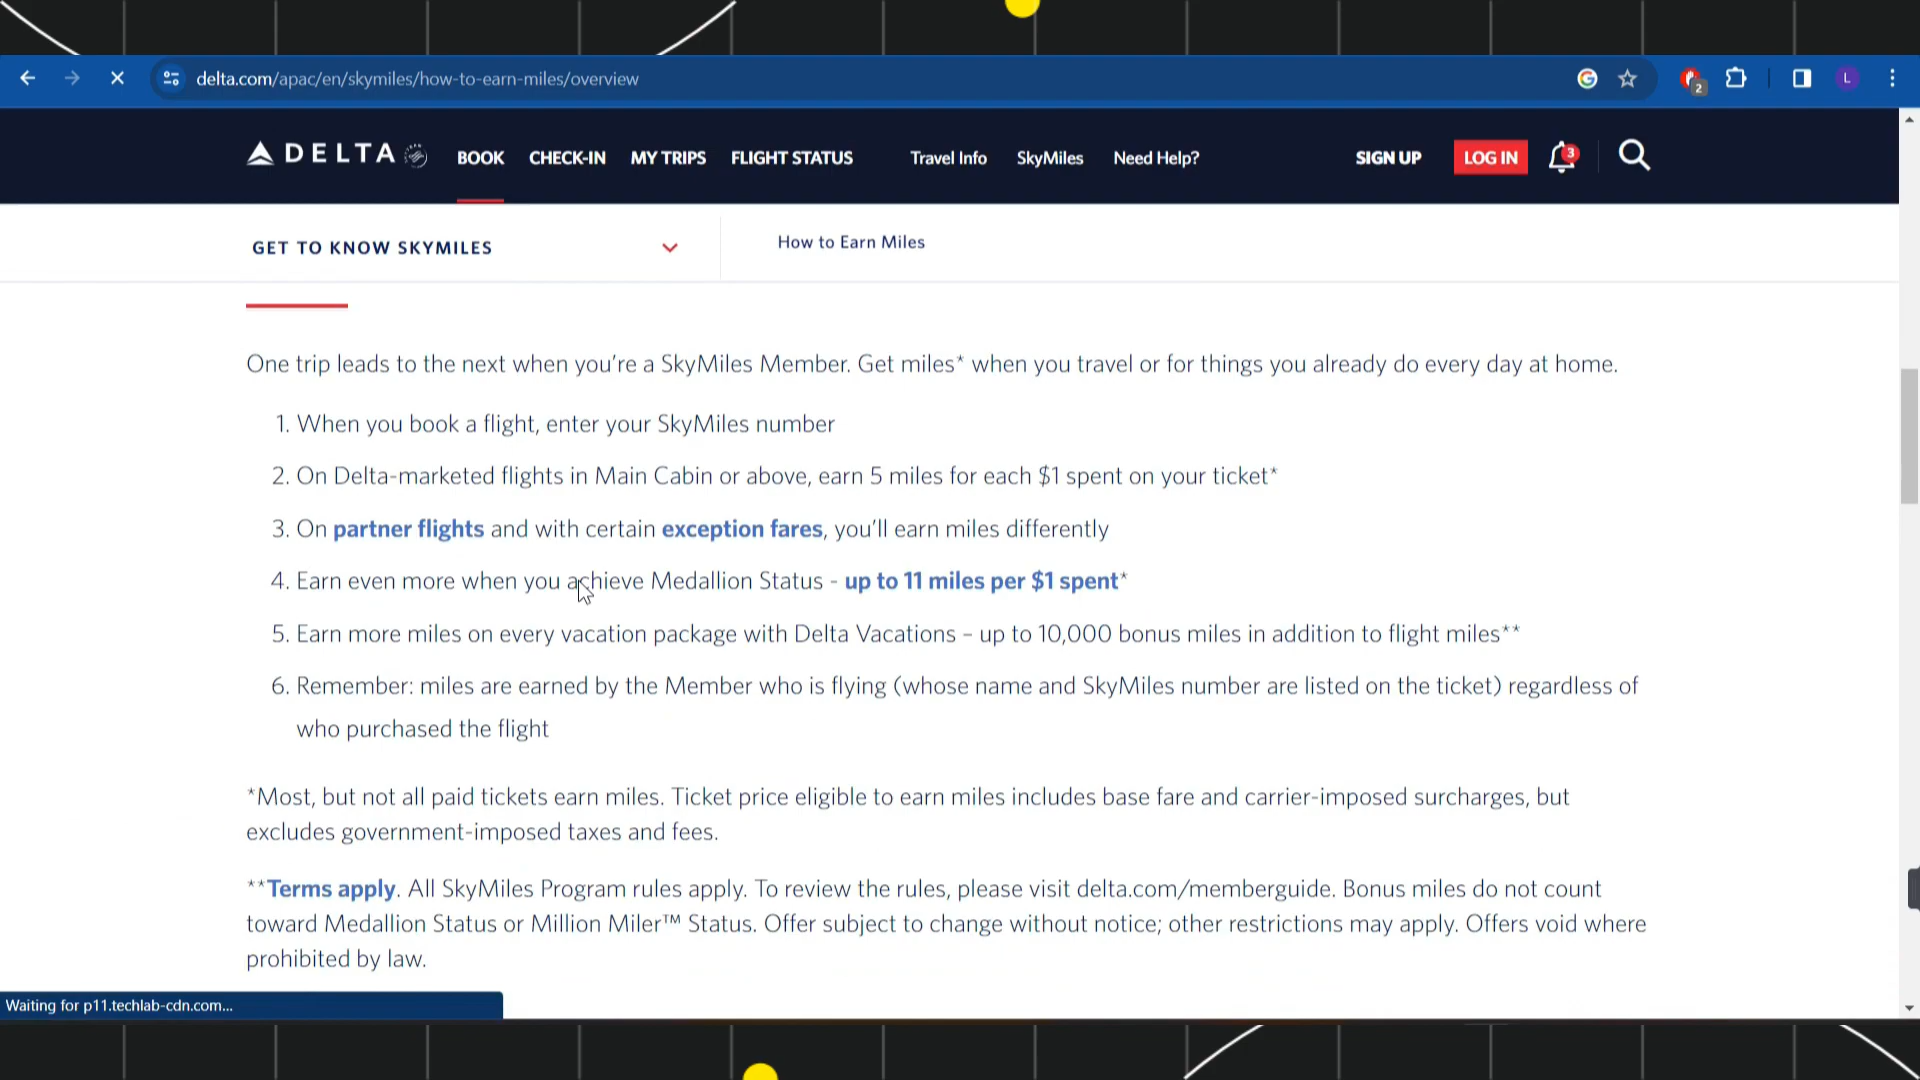 delta.com/apac/en/skymiles/how-to-earn-miles/overview
2
L
DELTA
BOOK CHECK-IN MY TRIPS FLIGHT STATUS Travel Info SkyMiles Need Help? SIGN UP LOG IN 3
GET TO KNOW SKYMILES
How to Earn Miles
One trip leads to the next when you're a SkyMiles Member. Get miles* when you travel or for things you already do every day at home.
1. When you book a flight, enter your SkyMiles number
2. On Delta-marketed flights in Main Cabin or above, earn 5 miles for each $1 spent on your ticket*
3. On partner flights and with certain exception fares, you'll earn miles differently
4. Earn even more when you achieve Medallion Status - up to 11 miles per $1 spent*
5. Earn more miles on every vacation package with Delta Vacations – up to 10,000 bonus miles in addition to flight miles**
6. Remember: miles are earned by the Member who is flying (whose name and SkyMiles number are listed on the ticket) regardless of
who purchased the flight
*Most, but not all paid tickets earn miles. Ticket price eligible to earn miles includes base fare and carrier-imposed surcharges, but
excludes government-imposed taxes and fees.
**Terms apply. All SkyMiles Program rules apply. To review the rules, please visit delta.com/memberguide. Bonus miles do not count
toward Medallion Status or Million Miler™ Status. Offer subject to change without notice; other restrictions may apply. Offers void where
prohibited by law.
Waiting for p11.techlab-cdn.com...